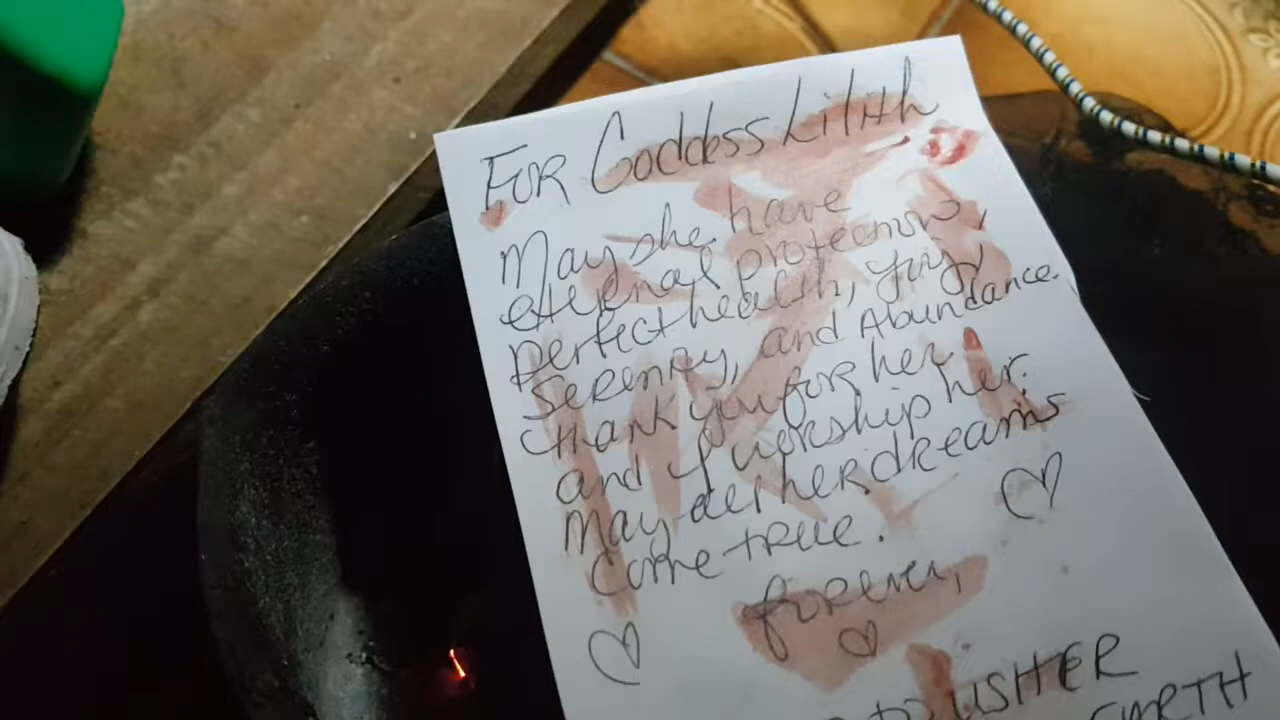 FOR Goddess Lilith
May she have
eternal protection,
perfect health, joy,
serenity, and Abundance.
thank you for her
and I worship her.
May all her dreams
come true.
forever,
USHER